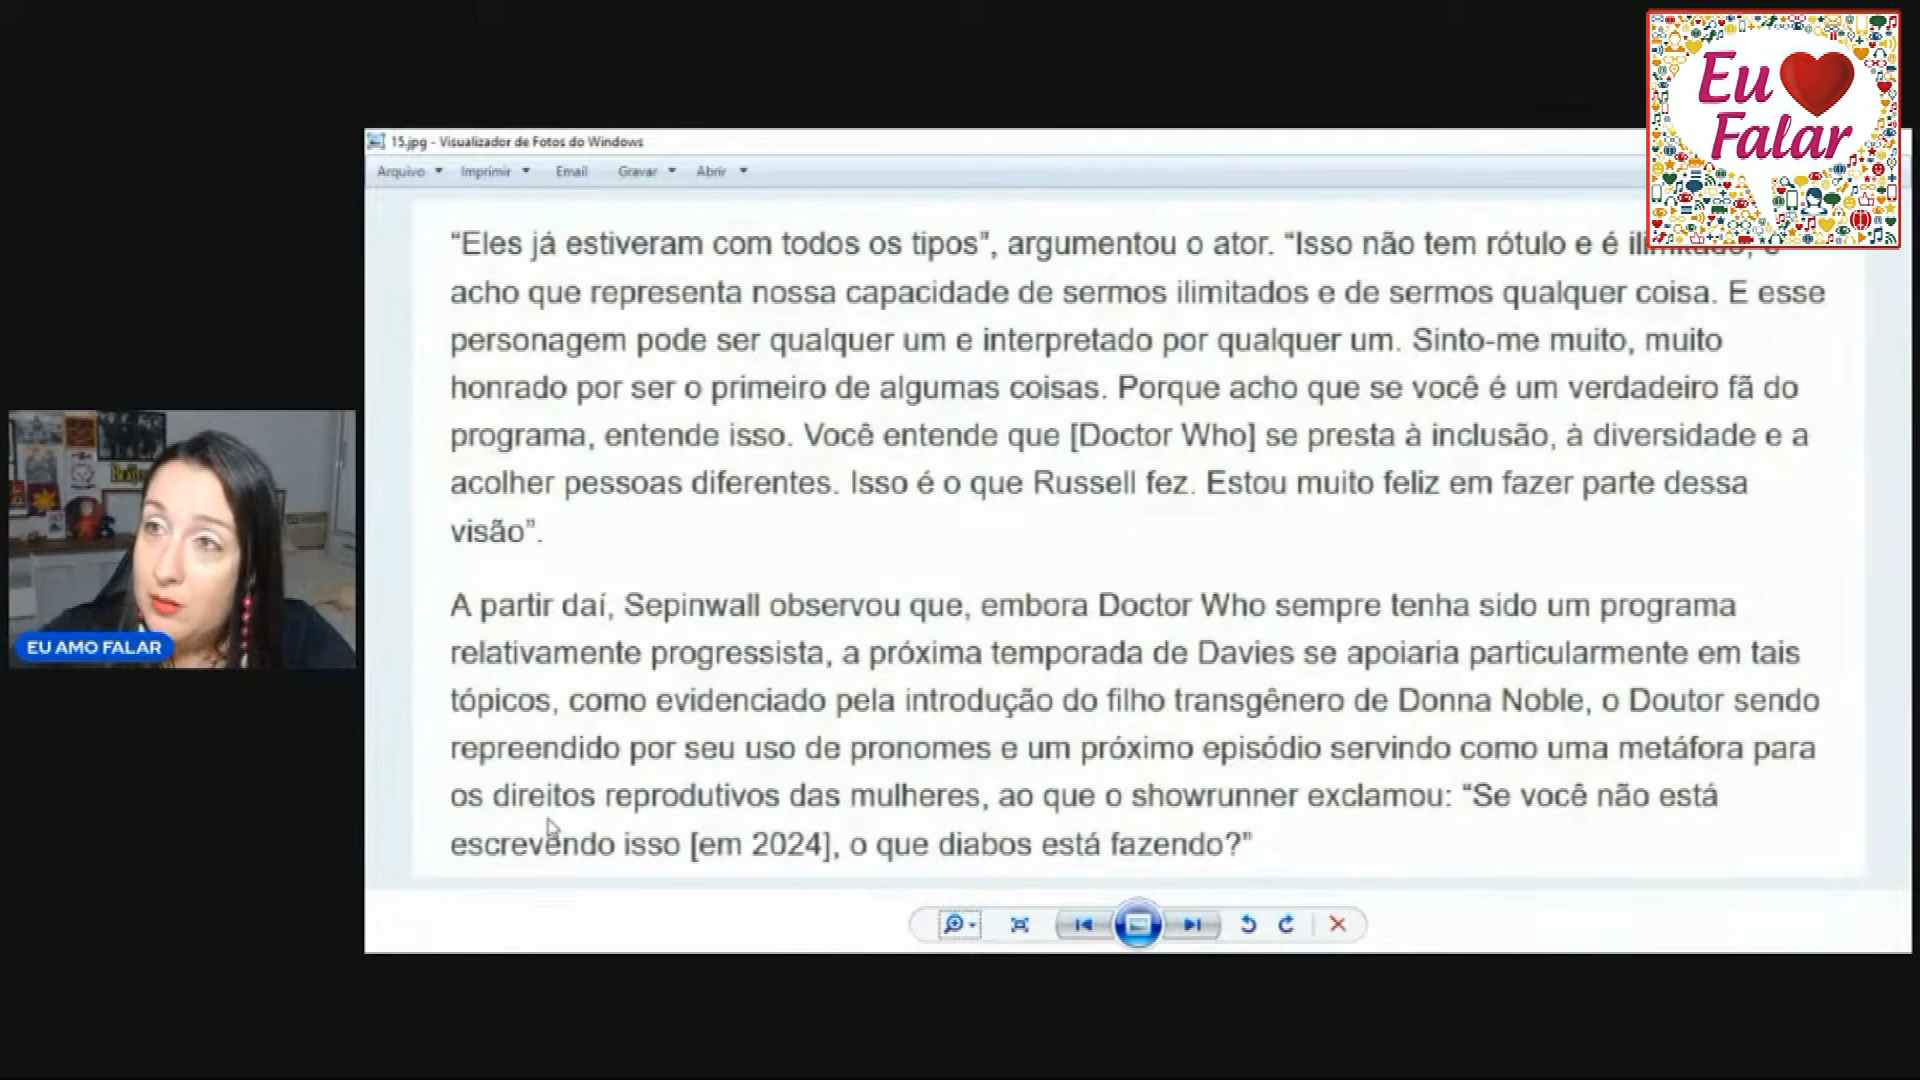 Eu
Falar
15.jpg - Visualizador de Fotos do Windows
Arquivo Imprimir Email Gravar Abrir
“Eles já estiveram com todos os tipos”, argumentou o ator. “Isso não tem rótulo e é
acho que representa nossa capacidade de sermos ilimitados e de sermos qualquer coisa. E esse
personagem pode ser qualquer um e interpretado por qualquer um. Sinto-me muito, muito
honrado por ser o primeiro de algumas coisas. Porque acho que se você é um verdadeiro fã do
programa, entende isso. Você entende que [Doctor Who] se presta à inclusão, à diversidade e a
acolher pessoas diferentes. Isso é o que Russell fez. Estou muito feliz em fazer parte dessa
visão”.
A partir daí, Sepinwall observou que, embora Doctor Who sempre tenha sido um programa
relativamente progressista, a próxima temporada de Davies se apoiaria particularmente em tais
tópicos, como evidenciado pela introdução do filho transgênero de Donna Noble, o Doutor sendo
repreendido por seu uso de pronomes e um próximo episódio servindo como uma metáfora para
os direitos reprodutivos das mulheres, ao que o showrunner exclamou: “Se você não está
escrevendo isso [em 2024], o que diabos está fazendo?”
EU AMO FALAR